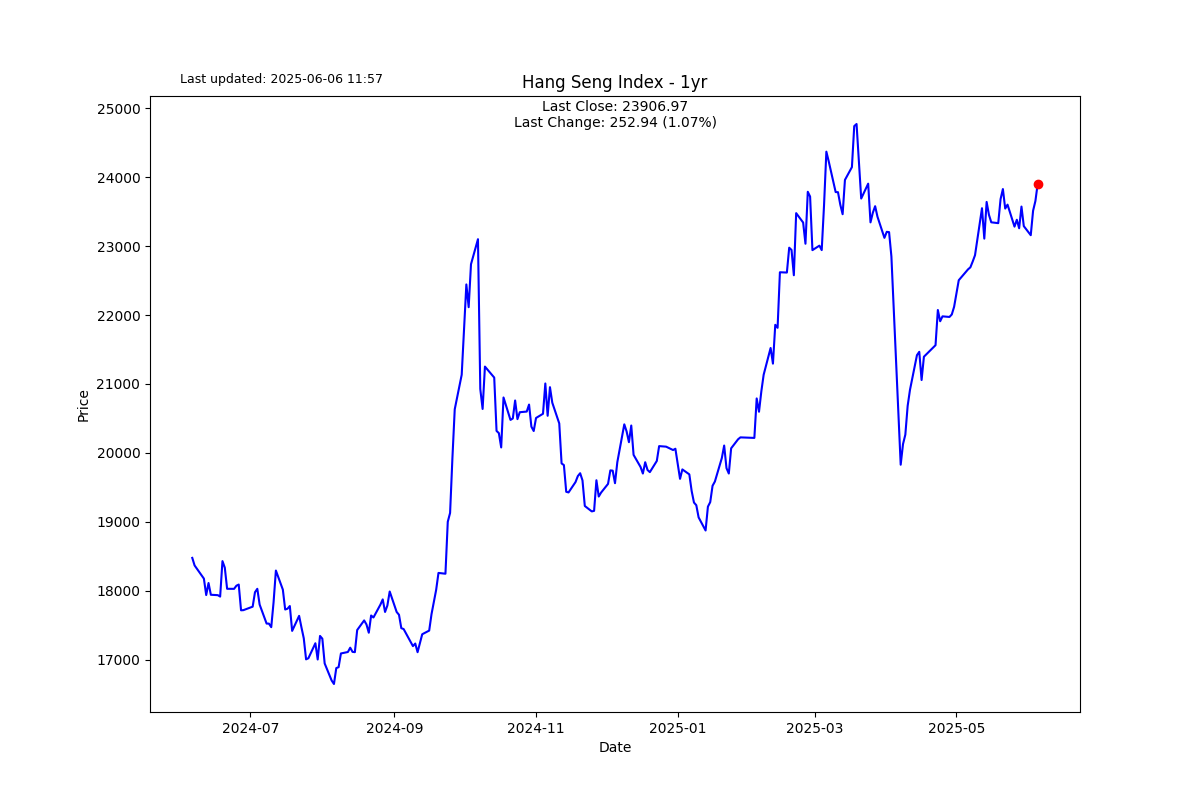 Last updated: 2025-06-06 11:57
Hang Seng Index - 1yr
Last Close: 23906.97
Last Change: 252.94 (1.07%)
25000
24000
23000
22000
21000
20000
19000
18000
17000
Price
2024-07
2024-09
2024-11
2025-01
2025-03
2025-05
Date